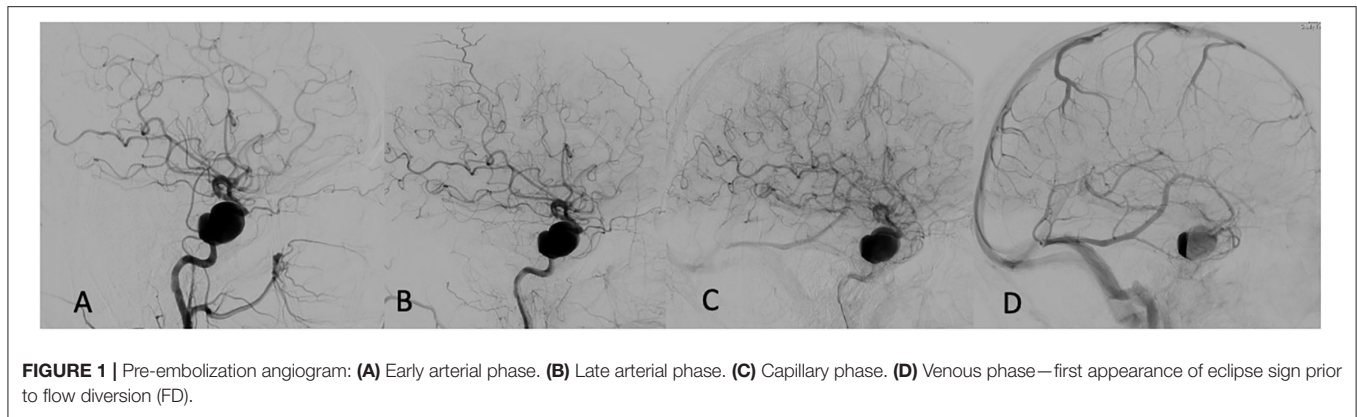 A
B
C
D
FIGURE 1 | Pre-embolization angiogram: (A) Early arterial phase. (B) Late arterial phase. (C) Capillary phase. (D) Venous phase—first appearance of eclipse sign prior
to flow diversion (FD).